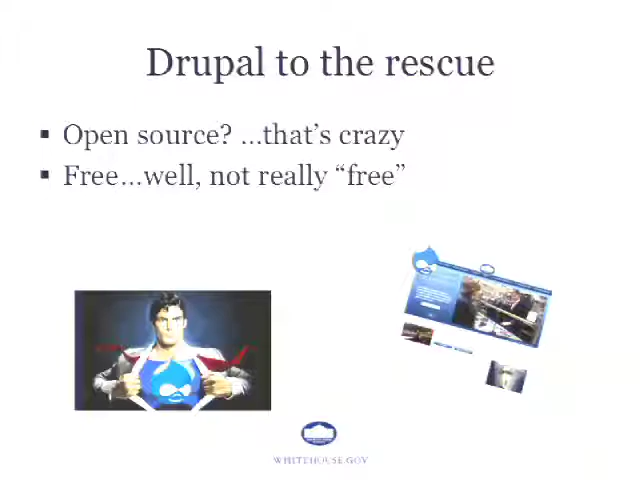 Drupal to the rescue
▪ Open source? ...that's crazy
▪ Free...well, not really “free”
WHITEHOUSE.GOV